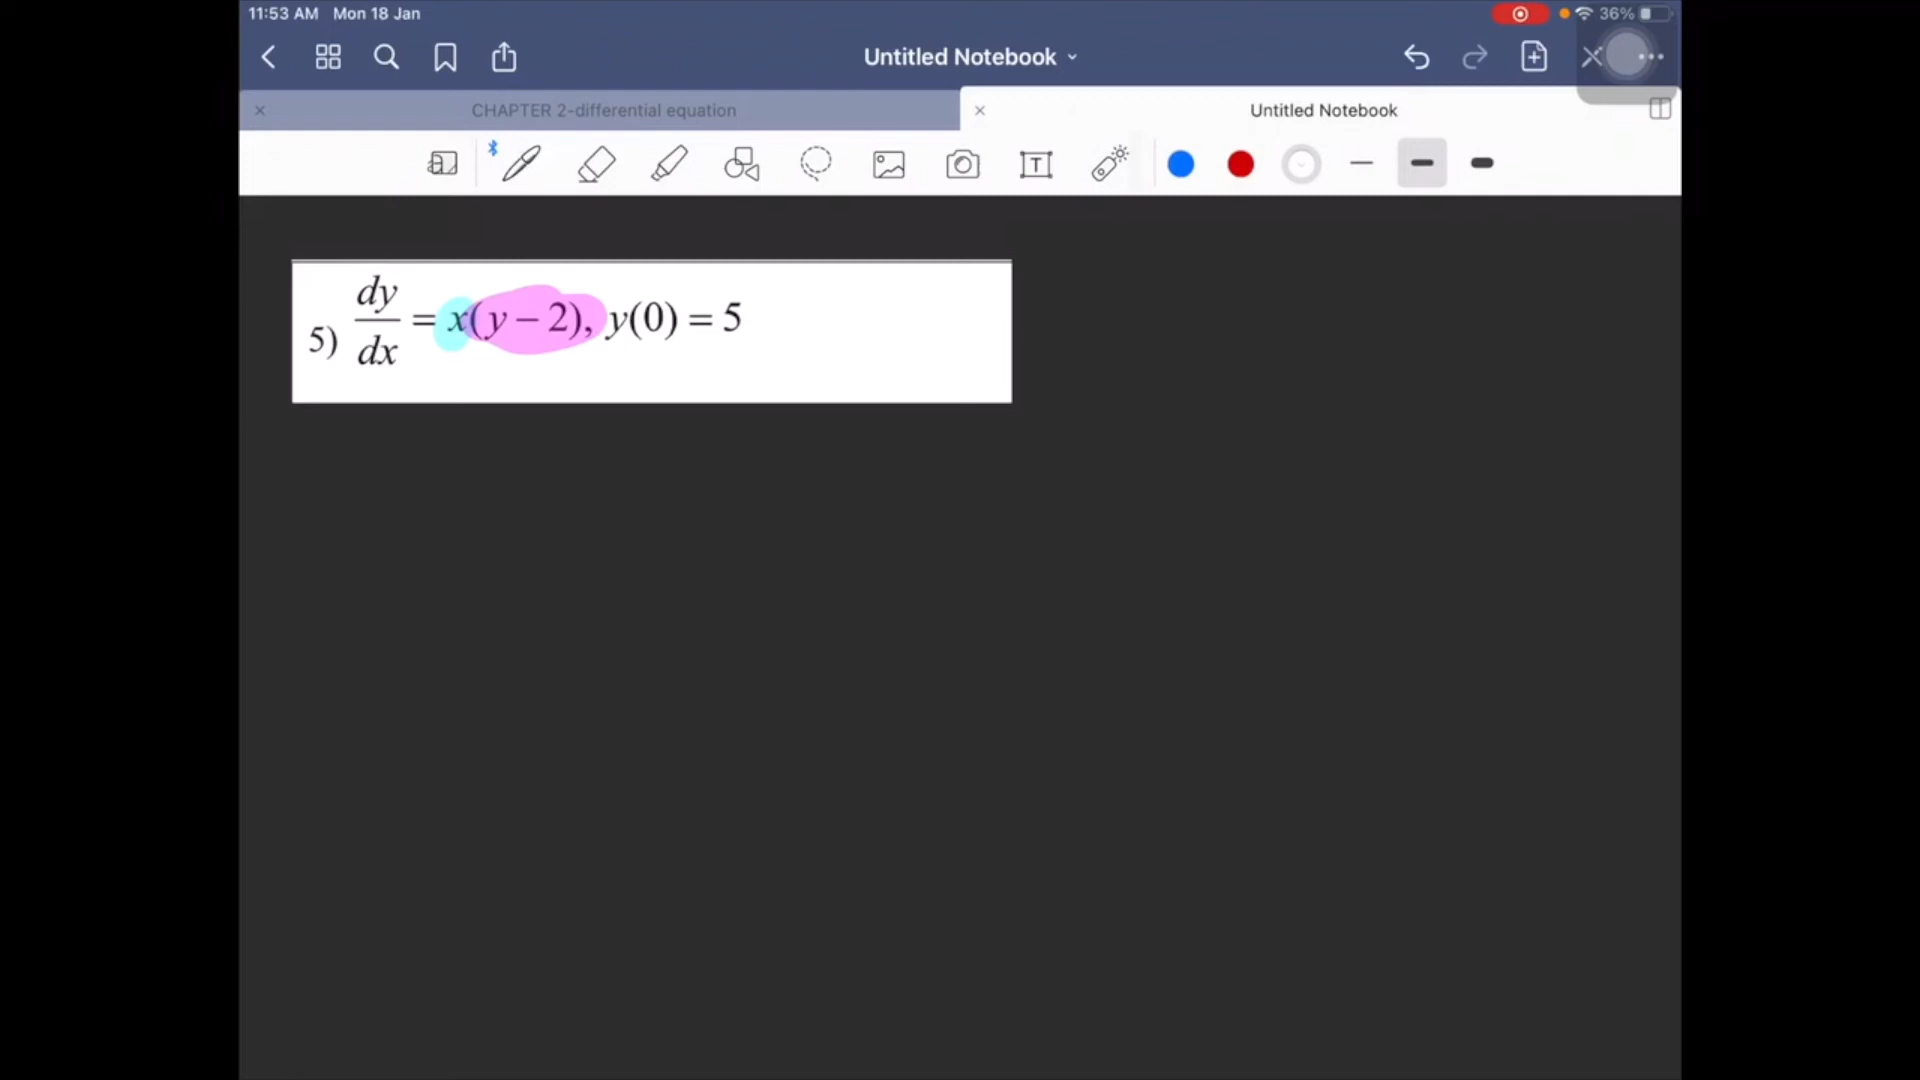 11:53 AM Mon 18 Jan 36%
Untitled Notebook
CHAPTER 2-differential equation Untitled Notebook
5) dy/dx = x(y − 2), y(0) = 5